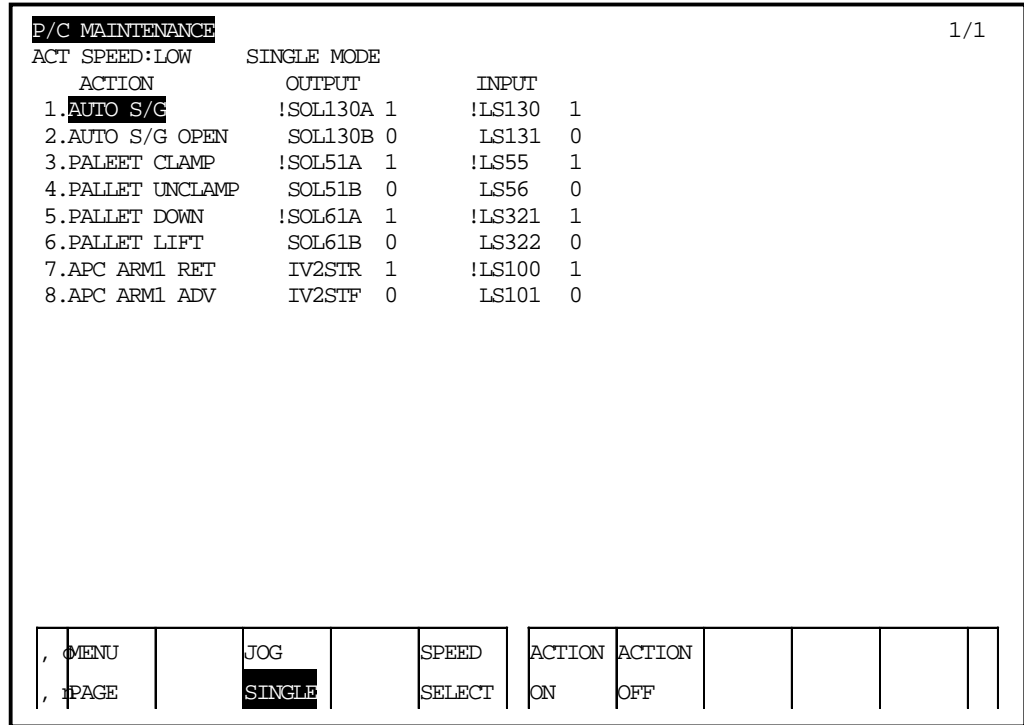 P/C MAINTENANCE 1/1
ACT SPEED:LOW SINGLE MODE
ACTION OUTPUT INPUT
1.AUTO S/G !SOL130A 1 !LS130 1
2.AUTO S/G OPEN SOL130B 0 LS131 0
3.PALEET CLAMP !SOL51A 1 !LS55 1
4.PALLET UNCLAMP SOL51B 0 LS56 0
5.PALLET DOWN !SOL61A 1 !LS321 1
6.PALLET LIFT SOL61B 0 LS322 0
7.APC ARM1 RET IV2STR 1 !LS100 1
8.APC ARM1 ADV IV2STF 0 LS101 0
, MENU JOG SPEED ACTION ACTION
, PAGE SINGLE SELECT ON OFF